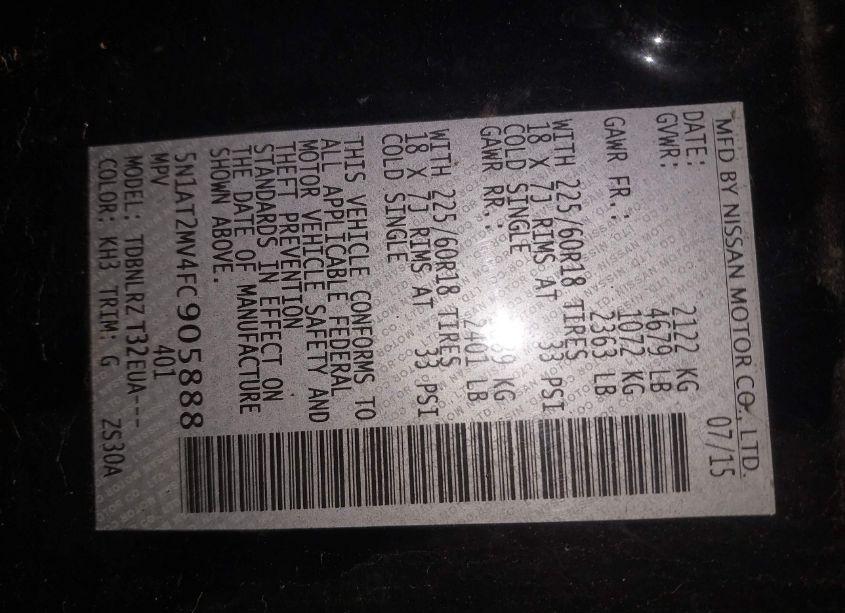 MFD BY NISSAN MOTOR CO., LTD.
DATE: 07/15
GVWR: 2122 KG
4679 LB
GAWR FR.: 1072 KG
2363 LB
WITH 225/60R18 TIRES
18 X 7J RIMS AT 33 PSI
COLD SINGLE
GAWR RR.: KG
2401 LB
WITH 225/60R18 TIRES
18 X 7J RIMS AT 33 PSI
COLD SINGLE
THIS VEHICLE CONFORMS TO
ALL APPLICABLE FEDERAL
MOTOR VEHICLE SAFETY AND
THEFT PREVENTION
STANDARDS IN EFFECT ON
THE DATE OF MANUFACTURE
SHOWN ABOVE.
5N1AT2MV4FC905888
MPV 401
MODEL: TDBNLRZ T32EUA---
COLOR: KH3 TRIM: G ZS30A